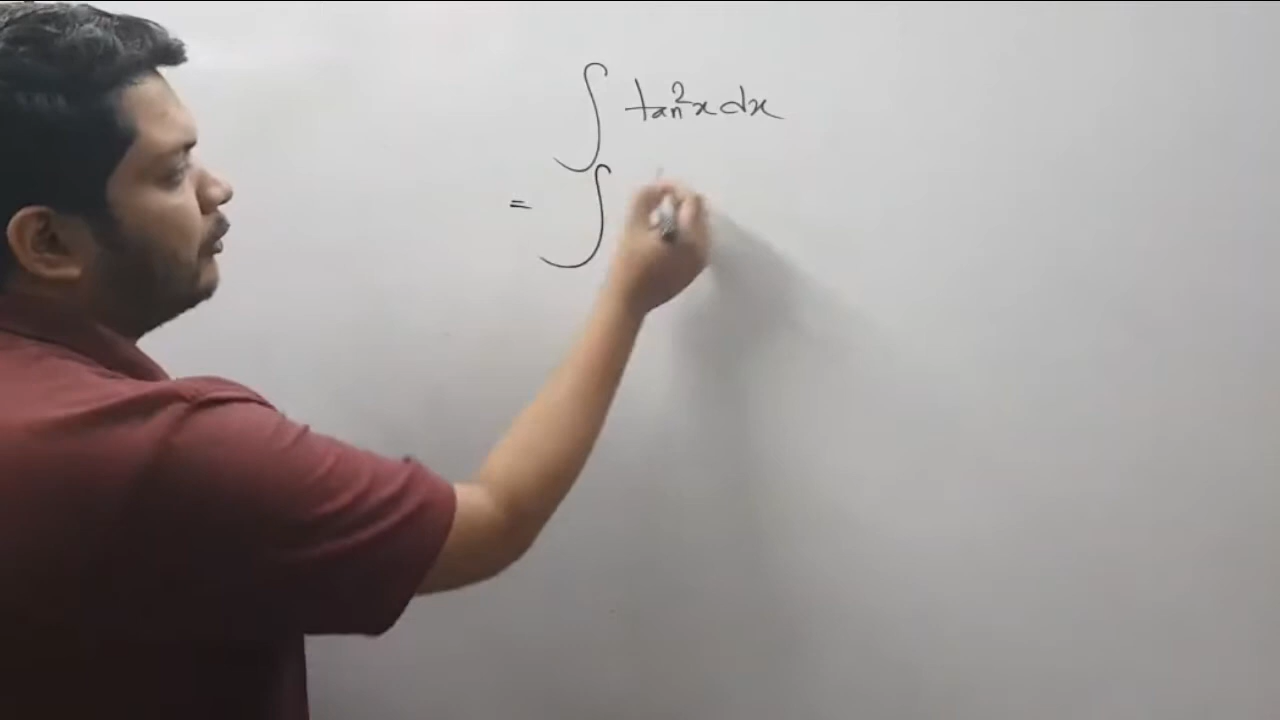 ∫ tan²x dx
= ∫